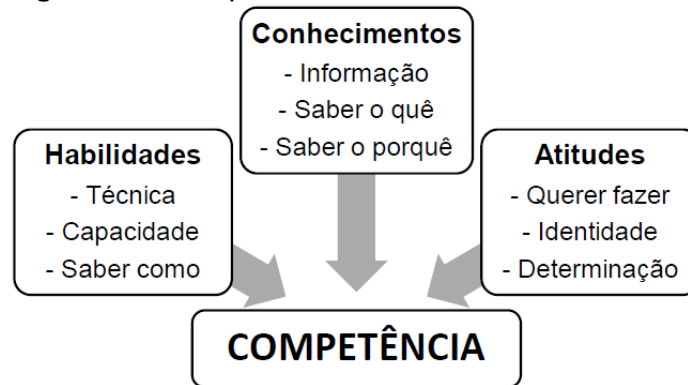 Conhecimentos
- Informação
- Saber o quê
- Saber o porquê
Habilidades
- Técnica
- Capacidade
- Saber como
Atitudes
- Querer fazer
- Identidade
- Determinação
COMPETÊNCIA